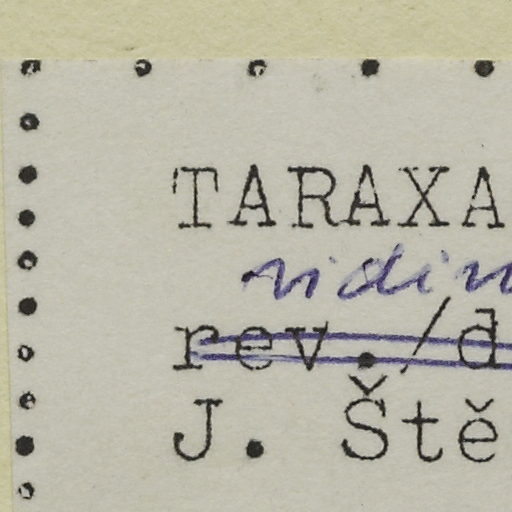 TARAXA
vidi
rev./d
J. Ště